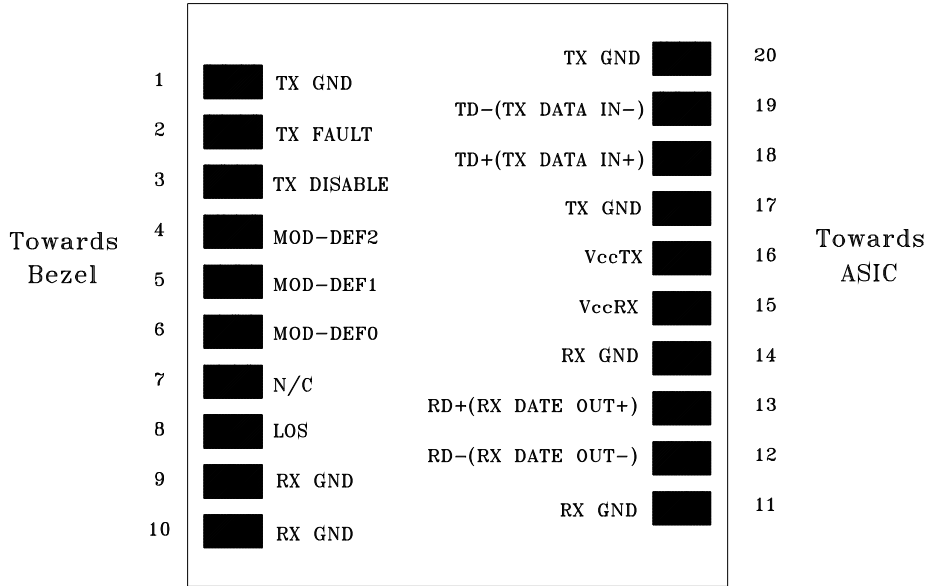 1 TX GND
2 TX FAULT
3 TX DISABLE
4 MOD-DEF2
5 MOD-DEF1
6 MOD-DEF0
7 N/C
8 LOS
9 RX GND
10 RX GND
Towards
Bezel
TX GND 20
TD-(TX DATA IN-) 19
TD+(TX DATA IN+) 18
TX GND 17
VccTX 16
VccRX 15
RX GND 14
RD+(RX DATE OUT+) 13
RD-(RX DATE OUT-) 12
RX GND 11
Towards
ASIC